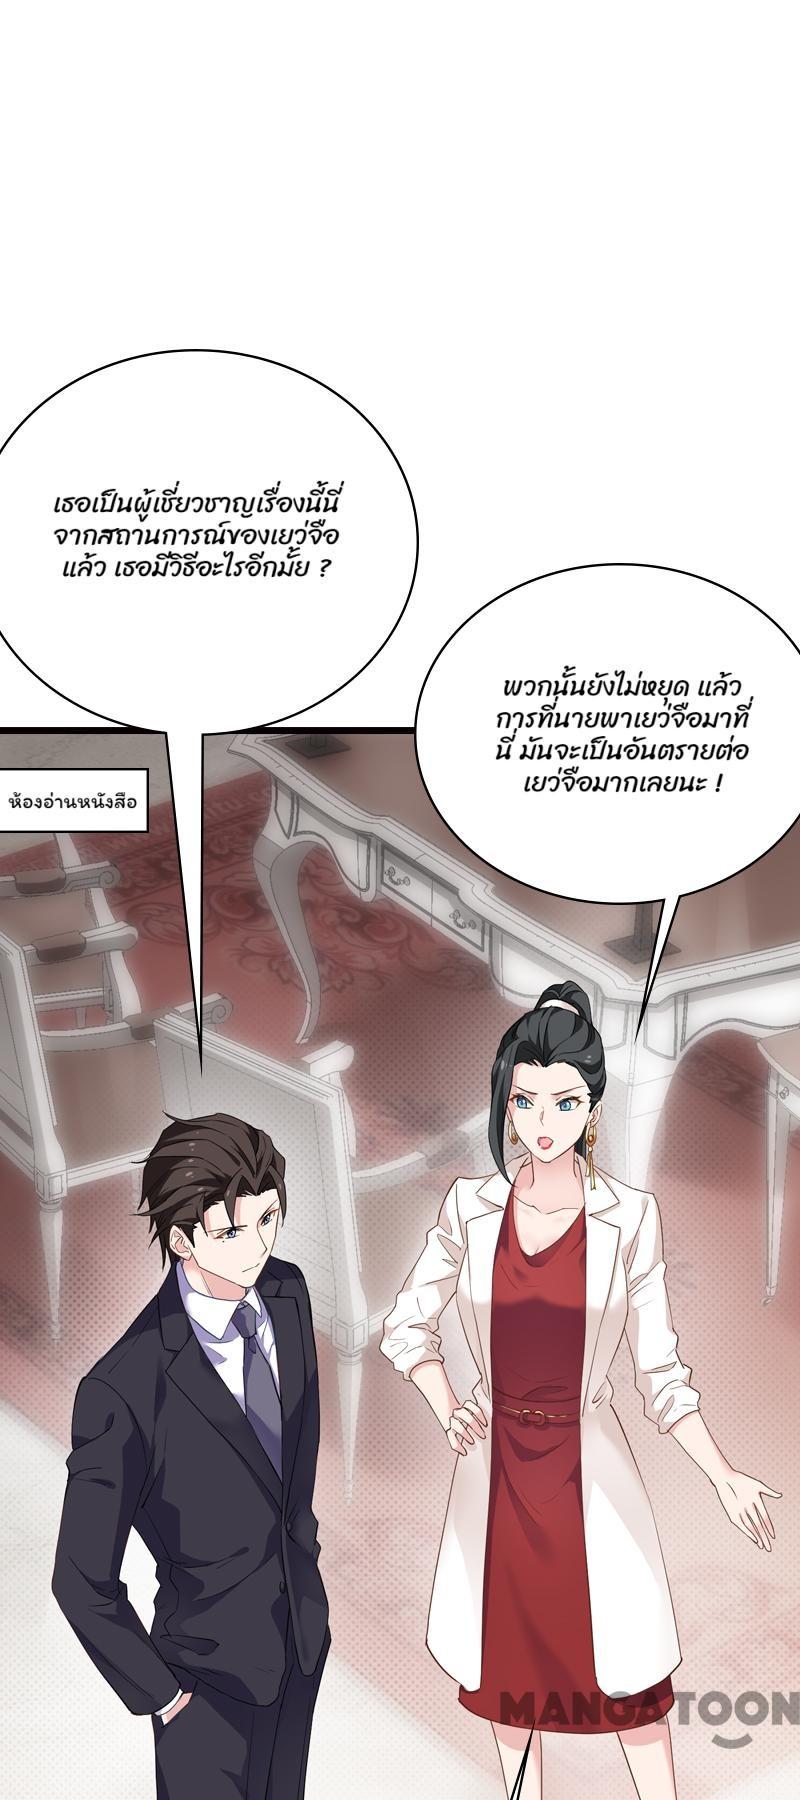 เธอเป็นผู้เชี่ยวชาญเรื่องนี้นี่
จากสถานการณ์ของเยว่จือ
แล้ว เธอมีวิธีอะไรอีกมั้ย ?
พวกนั้นยังไม่หยุด แล้ว
การที่นายพาเยว่จือมาที่
นี่ มันจะเป็นอันตรายต่อ
เยว่จือมากเลยนะ !
ห้องอ่านหนังสือ
MANGATOON